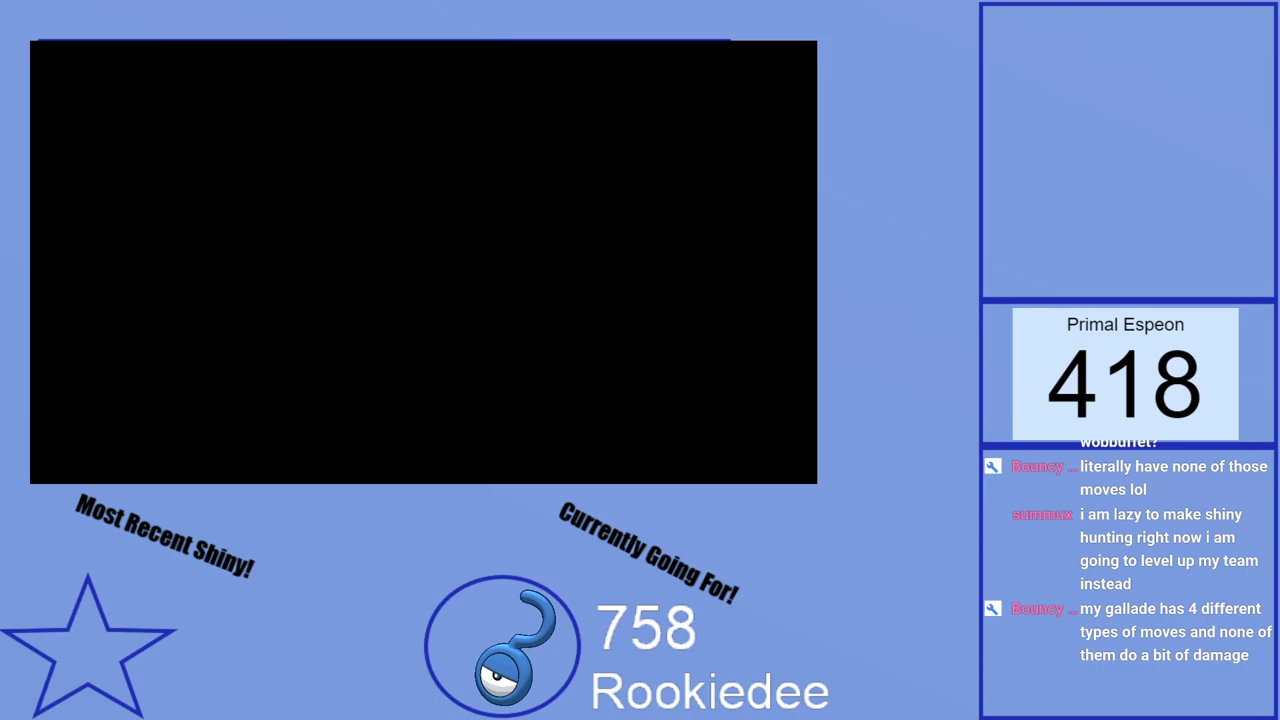 Primal Espeon
418
wobbuffet?
Bouncy ... literally have none of those
moves lol
summux i am lazy to make shiny
hunting right now i am
going to level up my team
instead
Bouncy ... my gallade has 4 different
types of moves and none of
them do a bit of damage
Most Recent Shiny!
Currently Going For!
758
Rookiedee